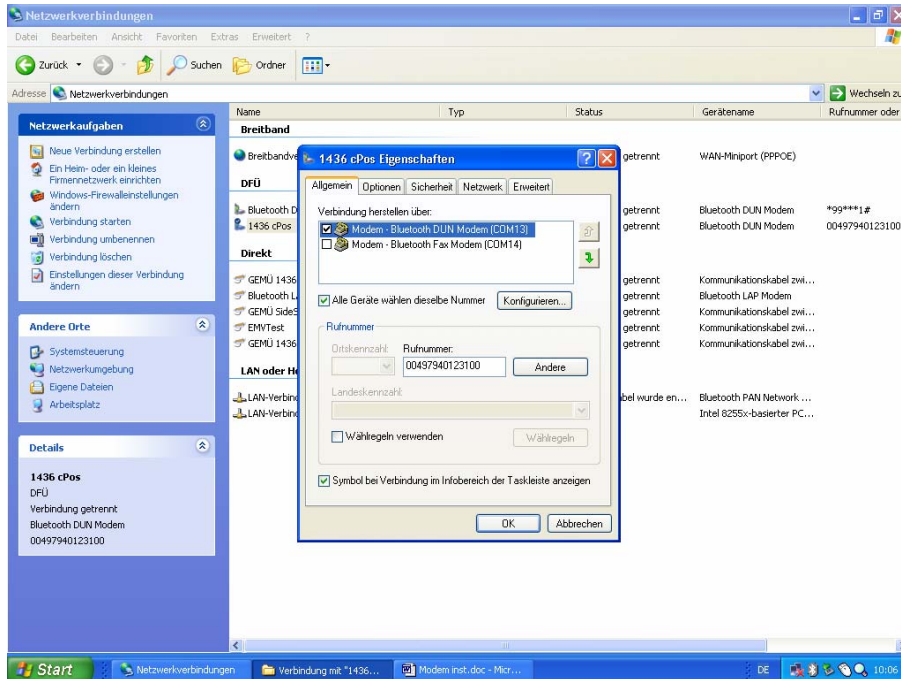 Netzwerkverbindungen
Datei Bearbeiten Ansicht Favoriten Extras Erweitert ?
Zurück Suchen Ordner
Adresse Netzwerkverbindungen Wechseln zu
Name Typ Status Gerätename Rufnummer oder
Netzwerkaufgaben
Neue Verbindung erstellen
Ein Heim- oder ein kleines
Firmennetzwerk einrichten
Windows-Firewalleinstellungen
ändern
Verbindung starten
Verbindung umbenennen
Verbindung löschen
Einstellungen dieser Verbindung
ändern
Andere Orte
Systemsteuerung
Netzwerkumgebung
Eigene Dateien
Arbeitsplatz
Details
1436 cPos
DFÜ
Verbindung getrennt
Bluetooth DUN Modem
00497940123100
Breitband
Breitbandve getrennt WAN-Miniport (PPPOE)
DFÜ
Bluetooth D getrennt Bluetooth DUN Modem *99***1#
1436 cPos getrennt Bluetooth DUN Modem 00497940123100
Direkt
GEMÜ 1436 getrennt Kommunikationskabel zwi...
Bluetooth L getrennt Bluetooth LAP Modem
GEMÜ SideS getrennt Kommunikationskabel zwi...
EMVTest getrennt Kommunikationskabel zwi...
GEMÜ 1436 getrennt Kommunikationskabel zwi...
LAN oder Ho
LAN-Verbind bel wurde en... Bluetooth PAN Network ...
LAN-Verbind Intel 8255x-basierter PC...
1436 cPos Eigenschaften
Allgemein Optionen Sicherheit Netzwerk Erweitert
Verbindung herstellen über:
Modem - Bluetooth DUN Modem (COM13)
Modem - Bluetooth Fax Modem (COM14)
Alle Geräte wählen dieselbe Nummer Konfigurieren...
Rufnummer
Ortskennzahl: Rufnummer:
00497940123100 Andere
Landeskennzahl:
Wählregeln verwenden Wählregeln
Symbol bei Verbindung im Infobereich der Taskleiste anzeigen
OK Abbrechen
Start Netzwerkverbindungen Verbindung mit "1436... Modem inst.doc - Micr... DE 10:06